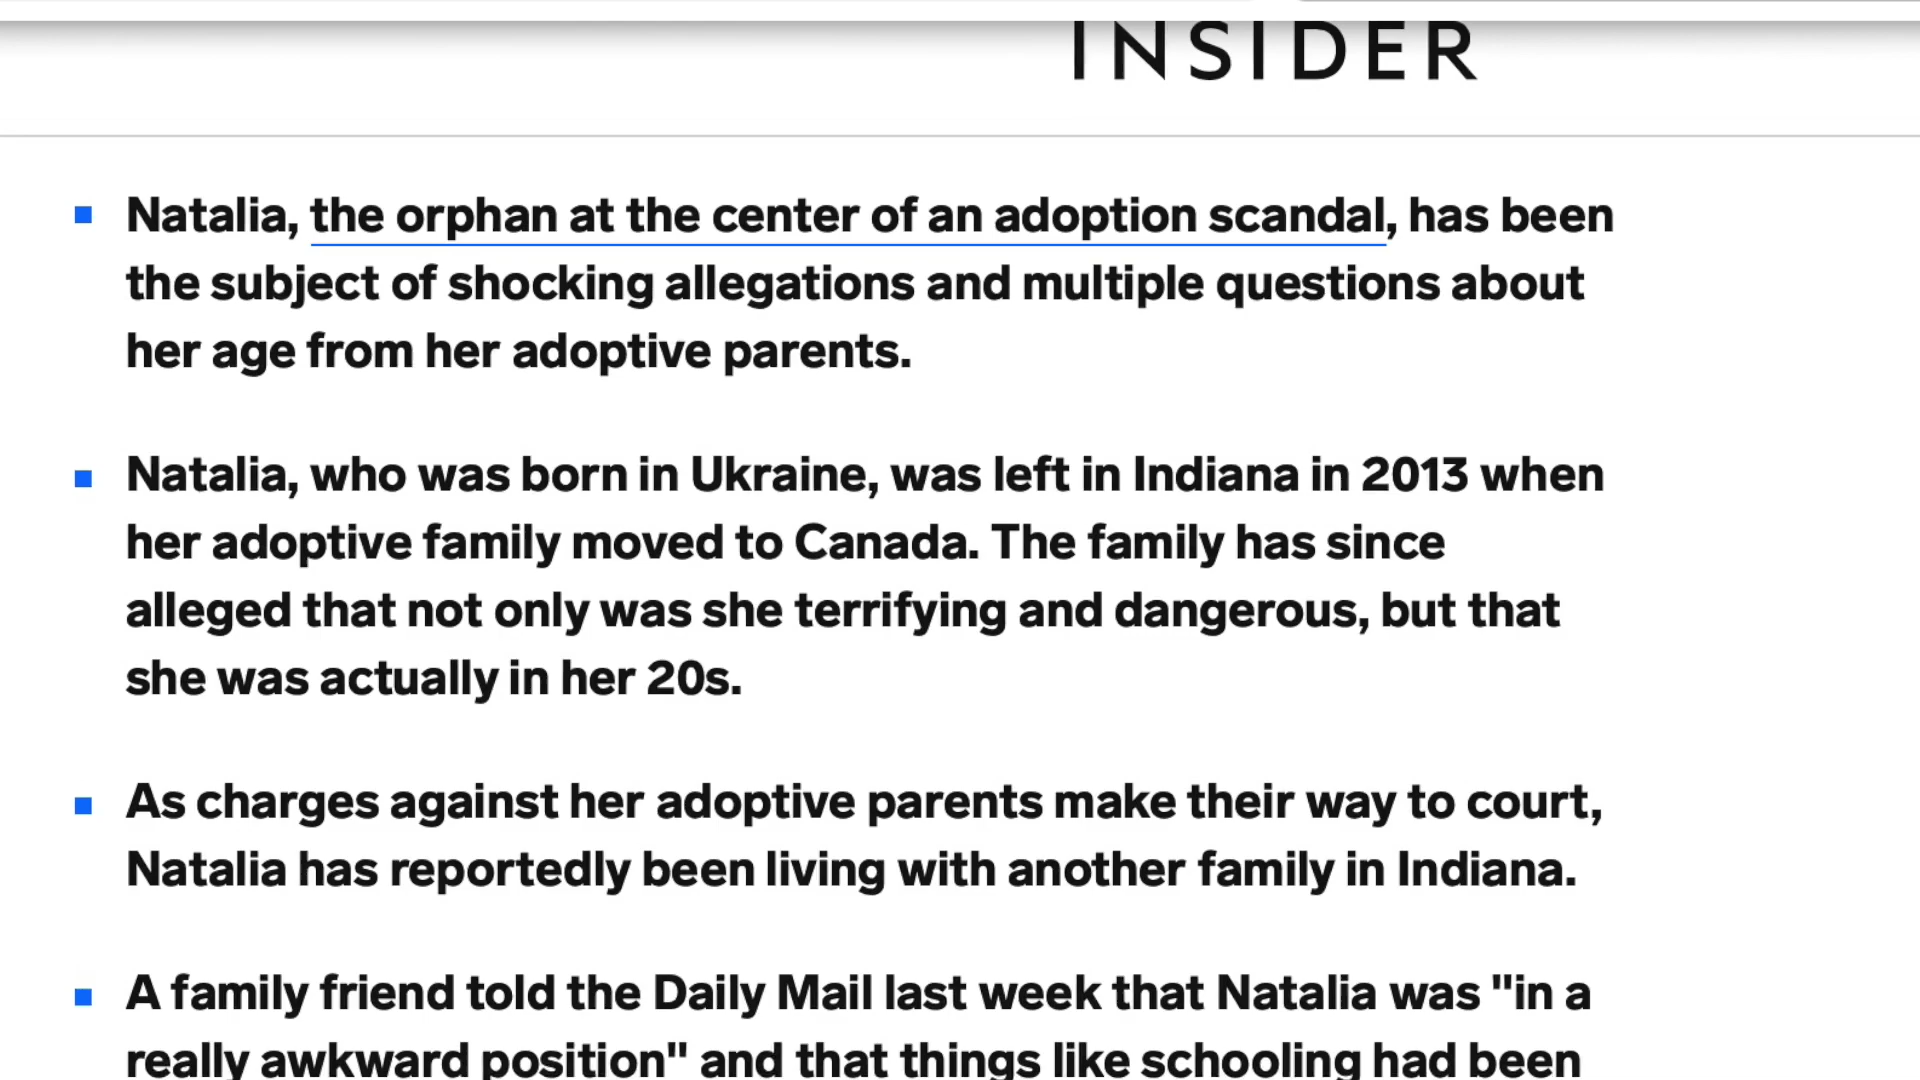 INSIDER
Natalia, the orphan at the center of an adoption scandal, has been
the subject of shocking allegations and multiple questions about
her age from her adoptive parents.
Natalia, who was born in Ukraine, was left in Indiana in 2013 when
her adoptive family moved to Canada. The family has since
alleged that not only was she terrifying and dangerous, but that
she was actually in her 20s.
As charges against her adoptive parents make their way to court,
Natalia has reportedly been living with another family in Indiana.
A family friend told the Daily Mail last week that Natalia was "in a
really awkward position" and that things like schooling had been